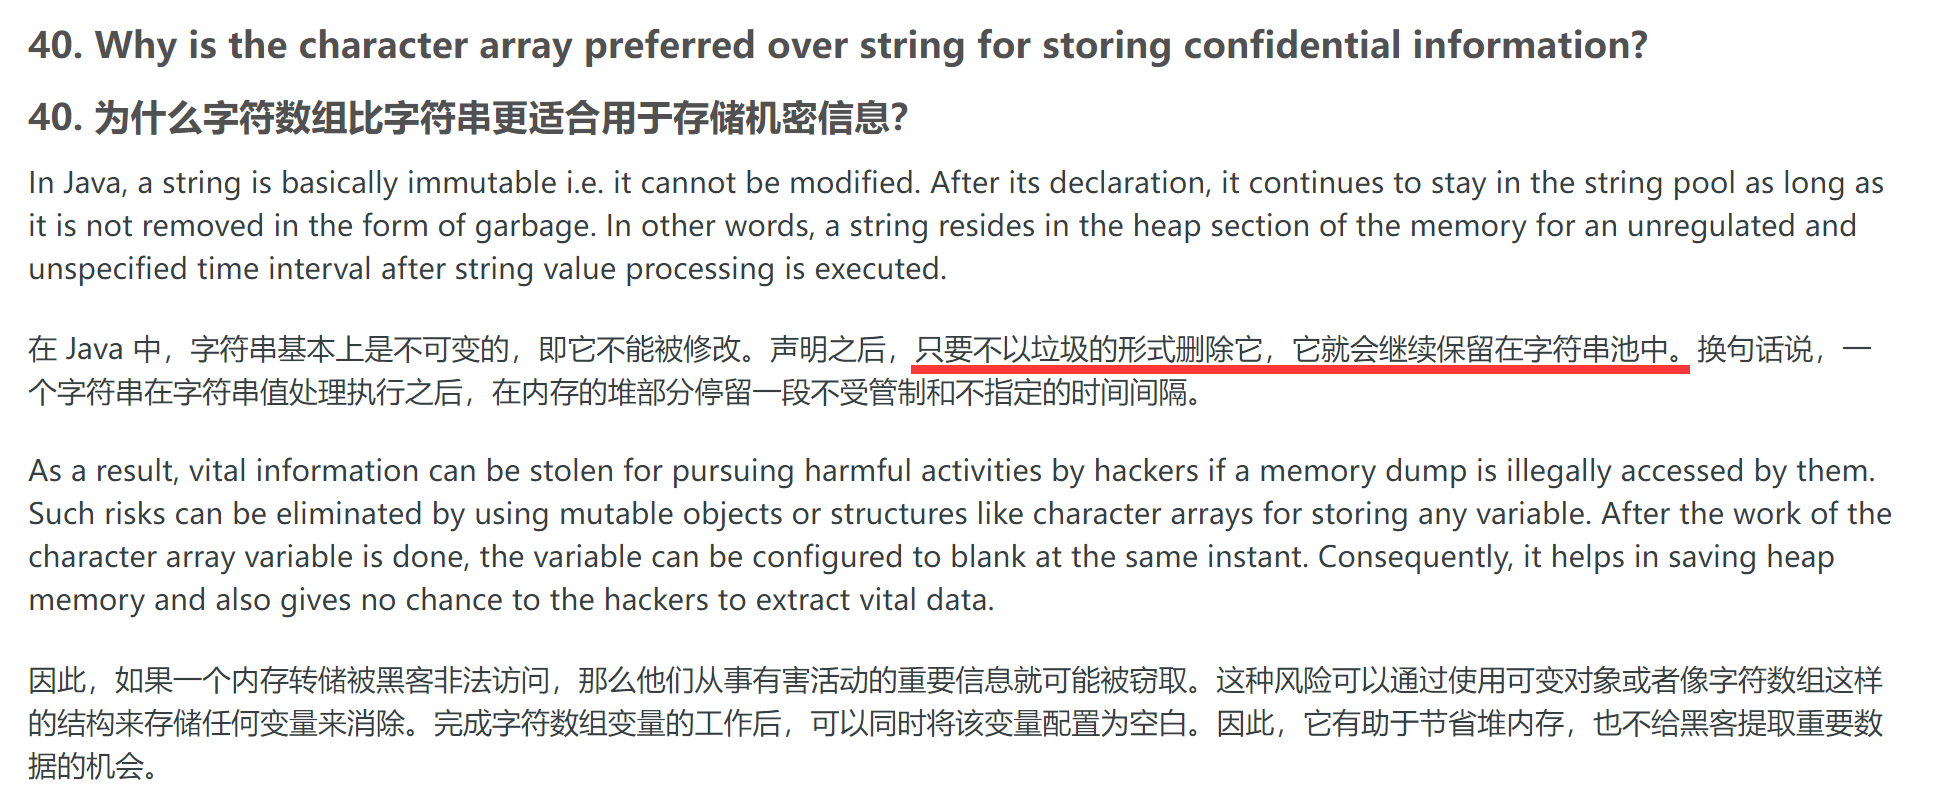 40. Why is the character array preferred over string for storing confidential information?
40. 为什么字符数组比字符串更适合用于存储机密信息?
In Java, a string is basically immutable i.e. it cannot be modified. After its declaration, it continues to stay in the string pool as long as
it is not removed in the form of garbage. In other words, a string resides in the heap section of the memory for an unregulated and
unspecified time interval after string value processing is executed.
在 Java 中，字符串基本上是不可变的，即它不能被修改。声明之后，只要不以垃圾的形式删除它，它就会继续保留在字符串池中。换句话说，一
个字符串在字符串值处理执行之后，在内存的堆部分停留一段不受管制和不指定的时间间隔。
As a result, vital information can be stolen for pursuing harmful activities by hackers if a memory dump is illegally accessed by them.
Such risks can be eliminated by using mutable objects or structures like character arrays for storing any variable. After the work of the
character array variable is done, the variable can be configured to blank at the same instant. Consequently, it helps in saving heap
memory and also gives no chance to the hackers to extract vital data.
因此，如果一个内存转储被黑客非法访问，那么他们从事有害活动的重要信息就可能被窃取。这种风险可以通过使用可变对象或者像字符数组这样
的结构来存储任何变量来消除。完成字符数组变量的工作后，可以同时将该变量配置为空白。因此，它有助于节省堆内存，也不给黑客提取重要数
据的机会。